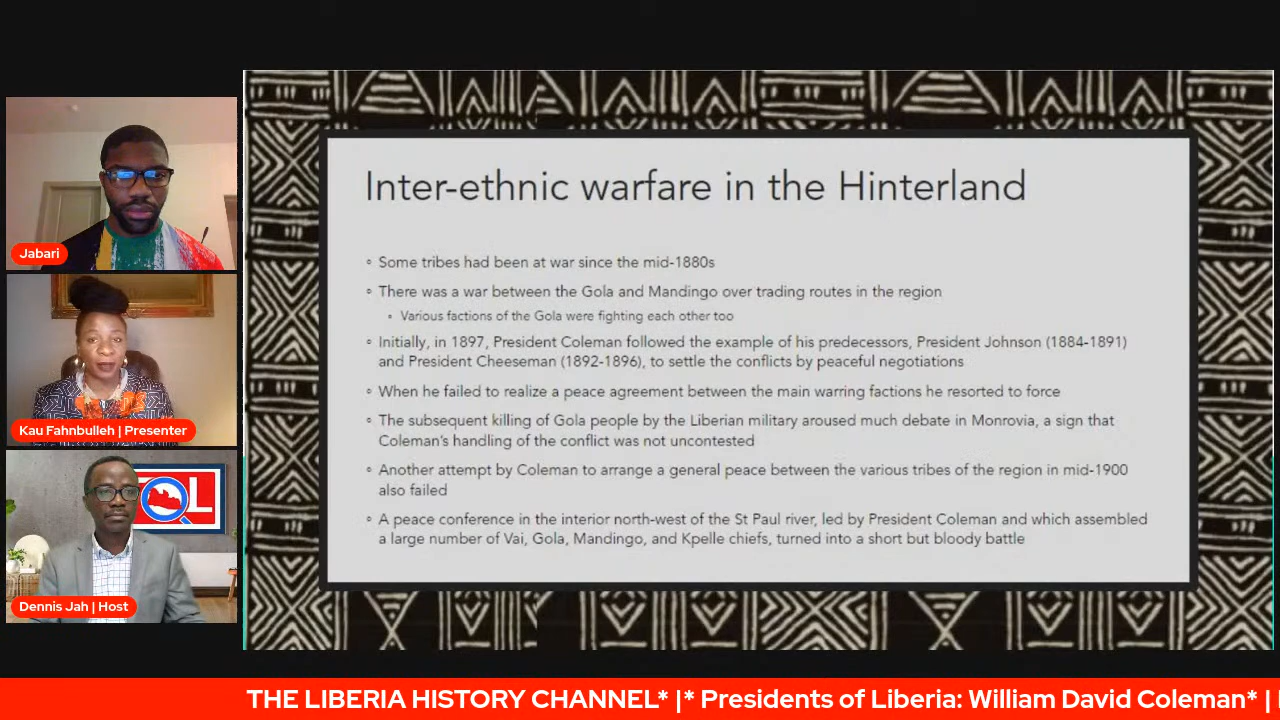 Jabari
Kau Fahnbulleh | Presenter
Dennis Jah | Host
Inter-ethnic warfare in the Hinterland
◦ Some tribes had been at war since the mid-1880s
◦ There was a war between the Gola and Mandingo over trading routes in the region
◦ Various factions of the Gola were fighting each other too
◦ Initially, in 1897, President Coleman followed the example of his predecessors, President Johnson (1884-1891)
and President Cheeseman (1892-1896), to settle the conflicts by peaceful negotiations
◦ When he failed to realize a peace agreement between the main warring factions he resorted to force
◦ The subsequent killing of Gola people by the Liberian military aroused much debate in Monrovia, a sign that
Coleman's handling of the conflict was not uncontested
◦ Another attempt by Coleman to arrange a general peace between the various tribes of the region in mid-1900
also failed
◦ A peace conference in the interior north-west of the St Paul river, led by President Coleman and which assembled
a large number of Vai, Gola, Mandingo, and Kpelle chiefs, turned into a short but bloody battle
THE LIBERIA HISTORY CHANNEL* |* Presidents of Liberia: William David Coleman* |